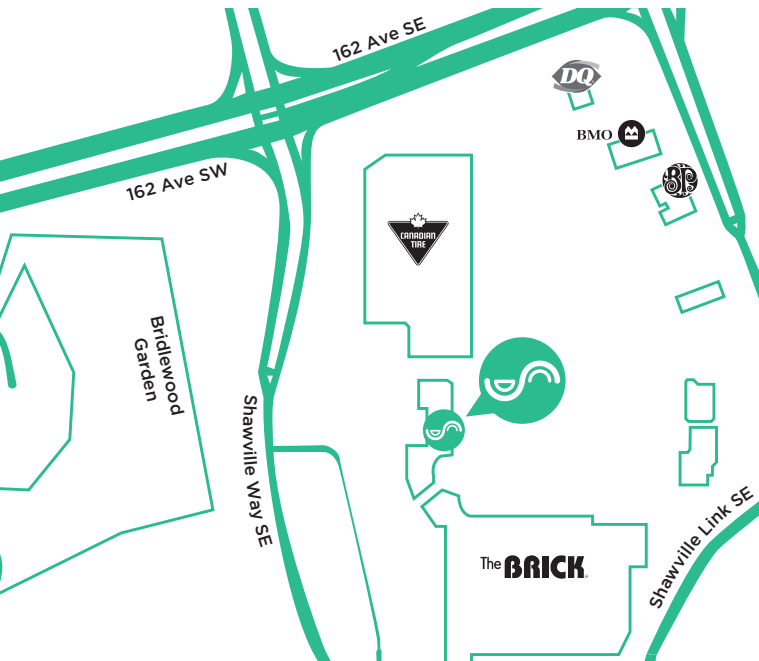 162 Ave SE
DQ
BMO
BP
162 Ave SW
CANADIAN
TIRE
Bridlewood
Garden
Shawville Way SE
Shawville Link SE
The BRICK